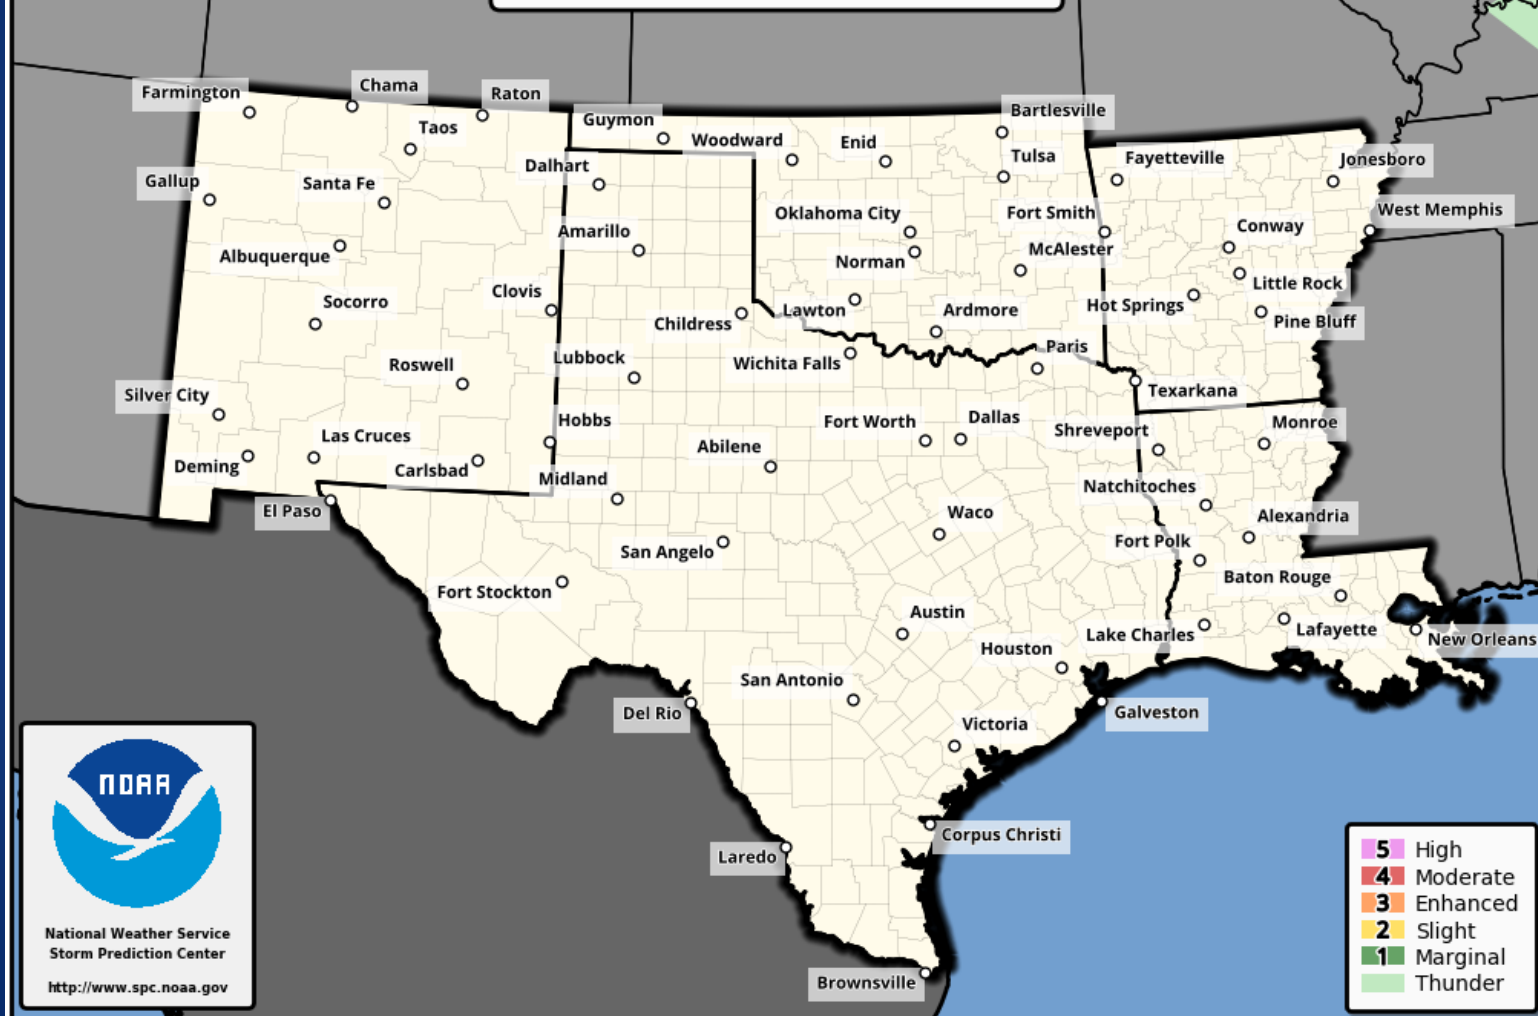 Farmington
Chama
Raton
Taos
Guymon
Woodward
Enid
Bartlesville
Tulsa
Fayetteville
Jonesboro
Gallup
Santa Fe
Dalhart
Oklahoma City
Fort Smith
West Memphis
Conway
Albuquerque
Amarillo
Norman
McAlester
Little Rock
Socorro
Clovis
Childress
Lawton
Ardmore
Hot Springs
Pine Bluff
Roswell
Lubbock
Wichita Falls
Paris
Texarkana
Silver City
Hobbs
Fort Worth
Dallas
Shreveport
Monroe
Las Cruces
Deming
Carlsbad
Midland
Abilene
Natchitoches
El Paso
Waco
Alexandria
San Angelo
Fort Polk
Fort Stockton
Baton Rouge
Austin
Lake Charles
Lafayette
New Orleans
Houston
San Antonio
Del Rio
Victoria
Galveston
Corpus Christi
Laredo
Brownsville
NOAA
National Weather Service
Storm Prediction Center
http://www.spc.noaa.gov
5 High
4 Moderate
3 Enhanced
2 Slight
1 Marginal
Thunder